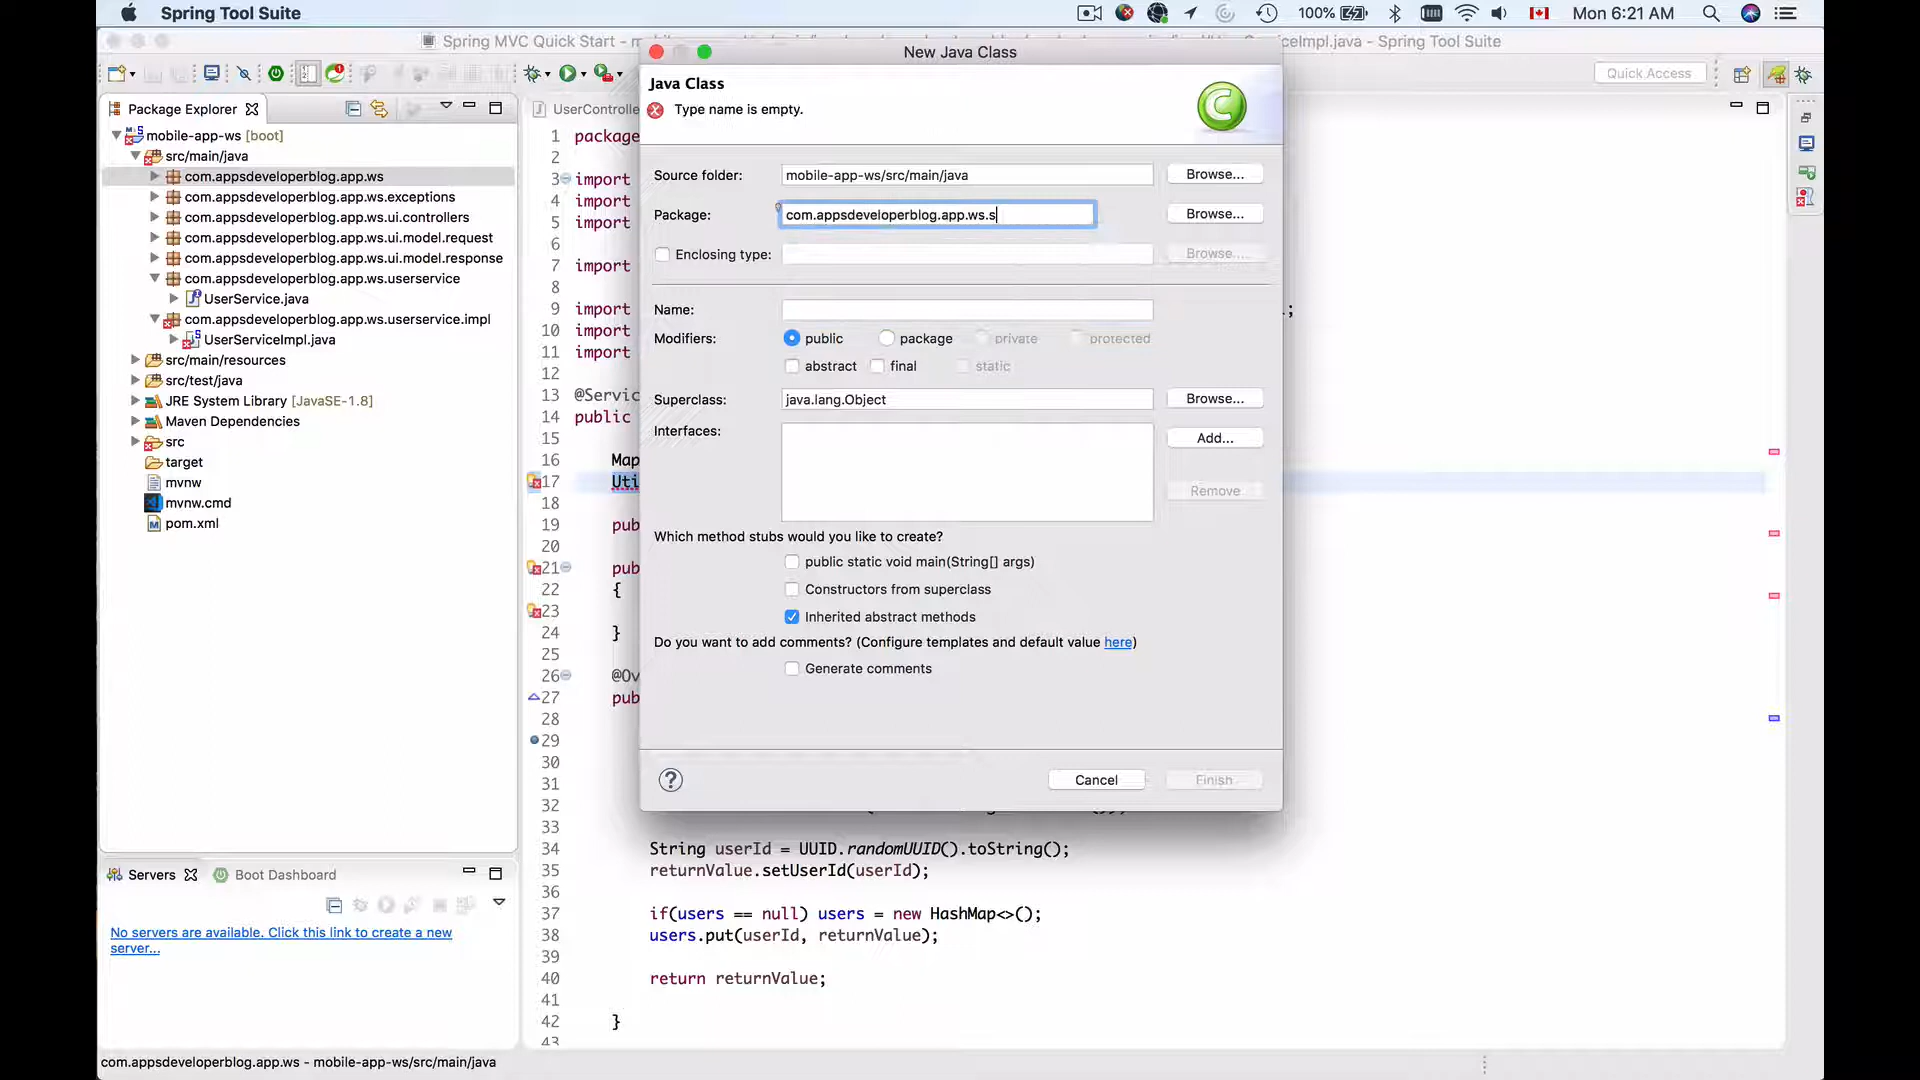 Spring Tool Suite
100%
Mon 6:21 AM
Spring MVC Quick Start -
ceImpl.java - Spring Tool Suite
New Java Class
Quick Access
Package Explorer
mobile-app-ws [boot]
src/main/java
com.appsdeveloperblog.app.ws
com.appsdeveloperblog.app.ws.exceptions
com.appsdeveloperblog.app.ws.ui.controllers
com.appsdeveloperblog.app.ws.ui.model.request
com.appsdeveloperblog.app.ws.ui.model.response
com.appsdeveloperblog.app.ws.userservice
UserService.java
com.appsdeveloperblog.app.ws.userservice.impl
UserServiceImpl.java
src/main/resources
src/test/java
JRE System Library [JavaSE-1.8]
Maven Dependencies
src
target
mvnw
mvnw.cmd
pom.xml
Servers
Boot Dashboard
No servers are available. Click this link to create a new
server...
UserControlle
1 package
2
3 import
4 import
5 import
6
7 import
8
9 import ;
10 import
11 import
12
13 @Servic
14 public
15
16 Map
17 Uti
18
19 pub
20
21 pub
22 {
23
24 }
25
26 @Ov
27 pub
28
29
30
31
32
33
34 String userId = UUID.randomUUID().toString();
35 returnValue.setUserId(userId);
36
37 if(users == null) users = new HashMap<>();
38 users.put(userId, returnValue);
39
40 return returnValue;
41
42 }
43
Java Class
Type name is empty.
Source folder: mobile-app-ws/src/main/java Browse...
Package: com.appsdeveloperblog.app.ws.s Browse...
Enclosing type: Browse...
Name:
Modifiers: public package private protected
abstract final static
Superclass: java.lang.Object Browse...
Interfaces: Add...
Remove
Which method stubs would you like to create?
public static void main(String[] args)
Constructors from superclass
Inherited abstract methods
Do you want to add comments? (Configure templates and default value here)
Generate comments
? Cancel Finish
com.appsdeveloperblog.app.ws - mobile-app-ws/src/main/java